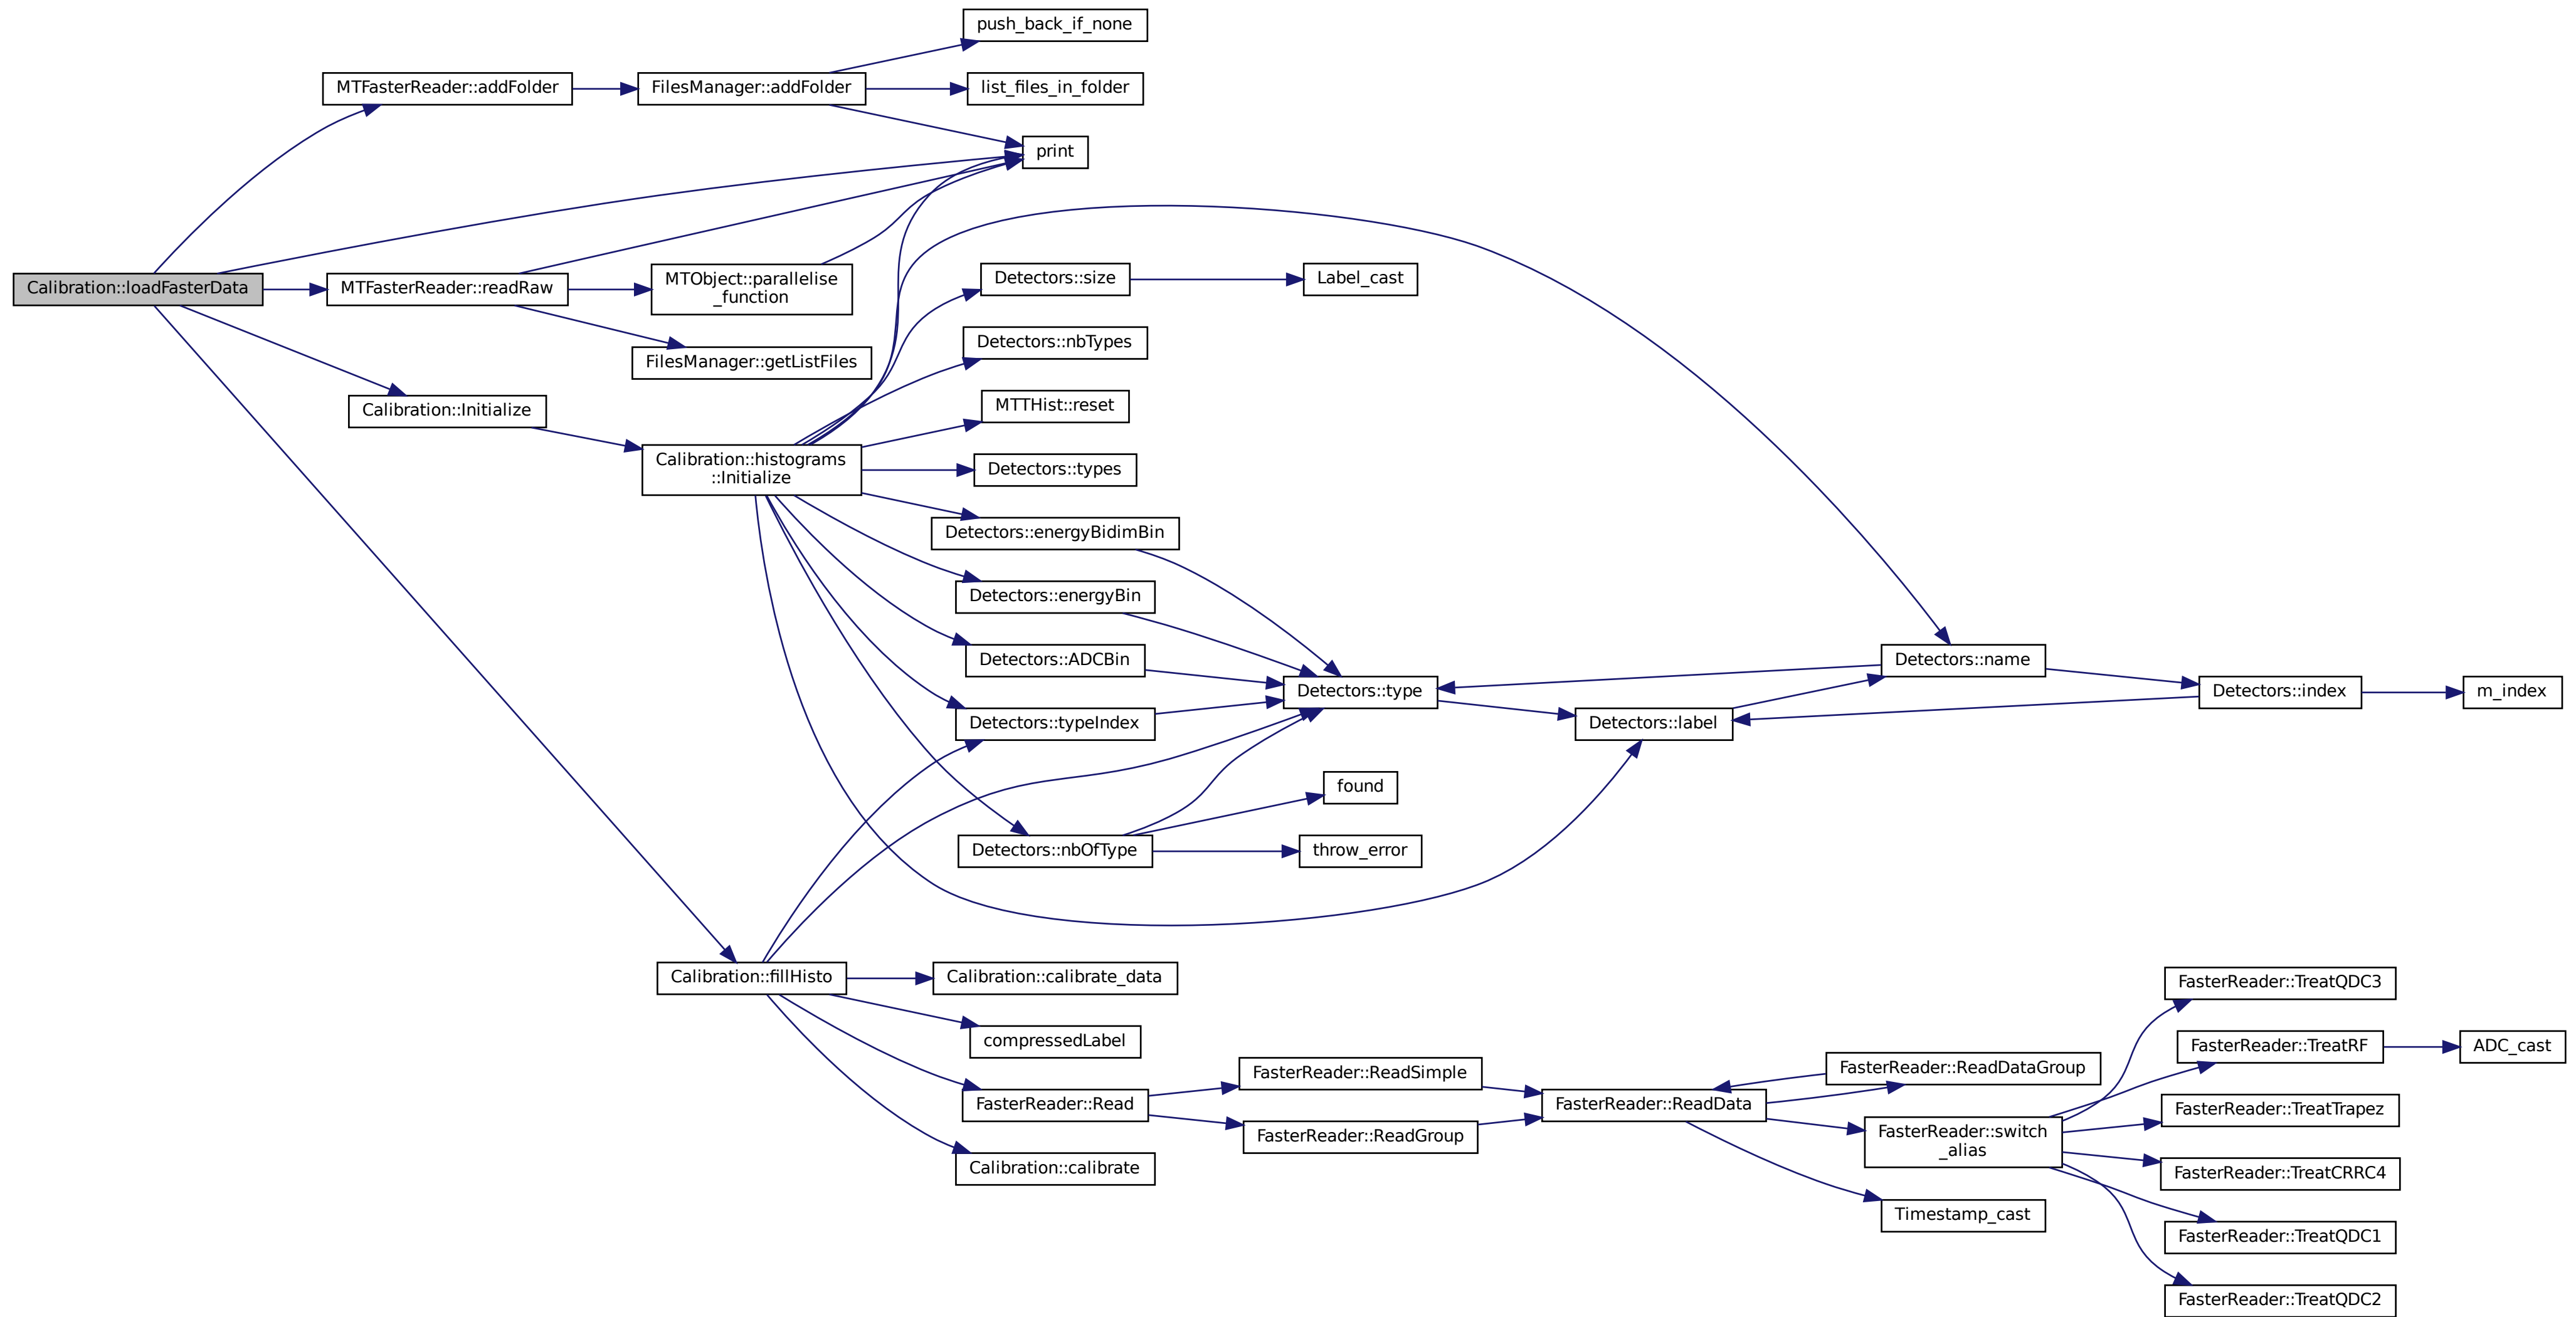 push_back_if_none
MTFasterReader::addFolder
FilesManager::addFolder
list_files_in_folder
print
Calibration::loadFasterData
MTFasterReader::readRaw
MTObject::parallelise
_function
Detectors::size
Label_cast
Detectors::nbTypes
FilesManager::getListFiles
Calibration::Initialize
MTTHist::reset
Calibration::histograms
::Initialize
Detectors::types
Detectors::energyBidimBin
Detectors::energyBin
Detectors::ADCBin
Detectors::name
Detectors::type
Detectors::index
m_index
Detectors::typeIndex
Detectors::label
found
Detectors::nbOfType
throw_error
Calibration::fillHisto
Calibration::calibrate_data
FasterReader::TreatQDC3
compressedLabel
FasterReader::TreatRF
ADC_cast
FasterReader::ReadSimple
FasterReader::ReadDataGroup
FasterReader::Read
FasterReader::ReadData
FasterReader::TreatTrapez
FasterReader::ReadGroup
FasterReader::switch
_alias
Calibration::calibrate
FasterReader::TreatCRRC4
Timestamp_cast
FasterReader::TreatQDC1
FasterReader::TreatQDC2